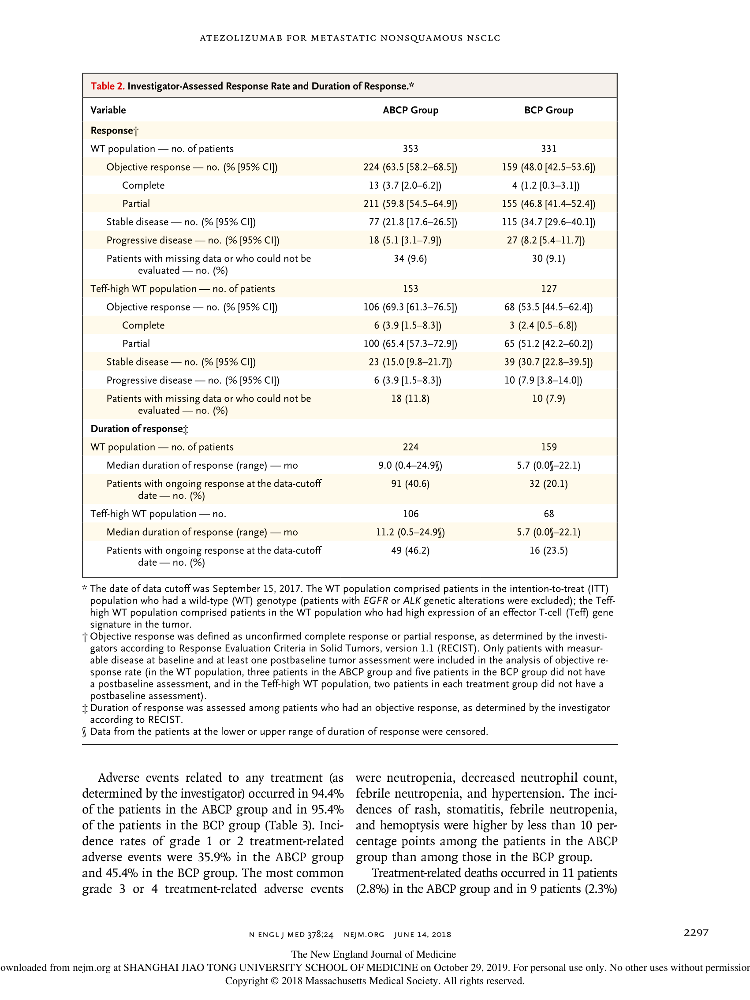 ATEZOLIZUMAB FOR METASTATIC NONSQUAMOUS NSCLC
Table 2. Investigator-Assessed Response Rate and Duration of Response.*
Variable ABCP Group BCP Group
Response†
WT population — no. of patients 353 331
Objective response — no. (% [95% CI]) 224 (63.5 [58.2–68.5]) 159 (48.0 [42.5–53.6])
Complete 13 (3.7 [2.0–6.2]) 4 (1.2 [0.3–3.1])
Partial 211 (59.8 [54.5–64.9]) 155 (46.8 [41.4–52.4])
Stable disease — no. (% [95% CI]) 77 (21.8 [17.6–26.5]) 115 (34.7 [29.6–40.1])
Progressive disease — no. (% [95% CI]) 18 (5.1 [3.1–7.9]) 27 (8.2 [5.4–11.7])
Patients with missing data or who could not be 34 (9.6) 30 (9.1)
evaluated — no. (%)
Teff-high WT population — no. of patients 153 127
Objective response — no. (% [95% CI]) 106 (69.3 [61.3–76.5]) 68 (53.5 [44.5–62.4])
Complete 6 (3.9 [1.5–8.3]) 3 (2.4 [0.5–6.8])
Partial 100 (65.4 [57.3–72.9]) 65 (51.2 [42.2–60.2])
Stable disease — no. (% [95% CI]) 23 (15.0 [9.8–21.7]) 39 (30.7 [22.8–39.5])
Progressive disease — no. (% [95% CI]) 6 (3.9 [1.5–8.3]) 10 (7.9 [3.8–14.0])
Patients with missing data or who could not be 18 (11.8) 10 (7.9)
evaluated — no. (%)
Duration of response‡
WT population — no. of patients 224 159
Median duration of response (range) — mo 9.0 (0.4–24.9§) 5.7 (0.0§–22.1)
Patients with ongoing response at the data-cutoff 91 (40.6) 32 (20.1)
date — no. (%)
Teff-high WT population — no. 106 68
Median duration of response (range) — mo 11.2 (0.5–24.9§) 5.7 (0.0§–22.1)
Patients with ongoing response at the data-cutoff 49 (46.2) 16 (23.5)
date — no. (%)
* The date of data cutoff was September 15, 2017. The WT population comprised patients in the intention-to-treat (ITT)
population who had a wild-type (WT) genotype (patients with EGFR or ALK genetic alterations were excluded); the Teff-
high WT population comprised patients in the WT population who had high expression of an effector T-cell (Teff) gene
signature in the tumor.
† Objective response was defined as unconfirmed complete response or partial response, as determined by the investi-
gators according to Response Evaluation Criteria in Solid Tumors, version 1.1 (RECIST). Only patients with measur-
able disease at baseline and at least one postbaseline tumor assessment were included in the analysis of objective re-
sponse rate (in the WT population, three patients in the ABCP group and five patients in the BCP group did not have
a postbaseline assessment, and in the Teff-high WT population, two patients in each treatment group did not have a
postbaseline assessment).
‡ Duration of response was assessed among patients who had an objective response, as determined by the investigator
according to RECIST.
§ Data from the patients at the lower or upper range of duration of response were censored.
Adverse events related to any treatment (as
determined by the investigator) occurred in 94.4%
of the patients in the ABCP group and in 95.4%
of the patients in the BCP group (Table 3). Inci-
dence rates of grade 1 or 2 treatment-related
adverse events were 35.9% in the ABCP group
and 45.4% in the BCP group. The most common
grade 3 or 4 treatment-related adverse events
were neutropenia, decreased neutrophil count,
febrile neutropenia, and hypertension. The inci-
dences of rash, stomatitis, febrile neutropenia,
and hemoptysis were higher by less than 10 per-
centage points among the patients in the ABCP
group than among those in the BCP group.
Treatment-related deaths occurred in 11 patients
(2.8%) in the ABCP group and in 9 patients (2.3%)
N ENGL J MED 378;24 NEJM.ORG JUNE 14, 2018
2297
The New England Journal of Medicine
ownloaded from nejm.org at SHANGHAI JIAO TONG UNIVERSITY SCHOOL OF MEDICINE on October 29, 2019. For personal use only. No other uses without permission
Copyright © 2018 Massachusetts Medical Society. All rights reserved.